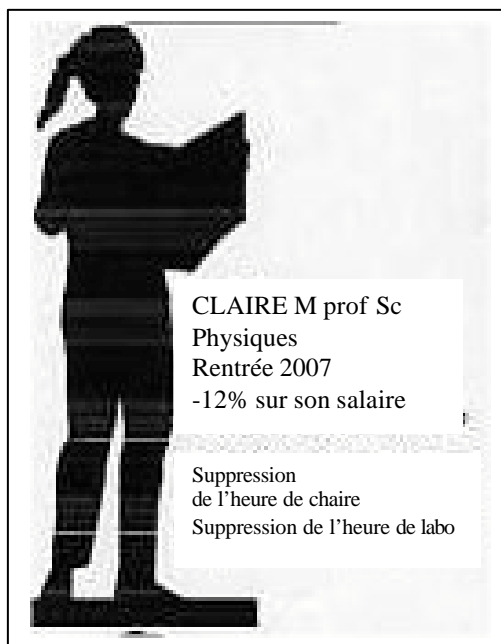 CLAIRE M prof Sc
Physiques
Rentrée 2007
-12% sur son salaire
Suppression
de l'heure de chaire
Suppression de l'heure de labo